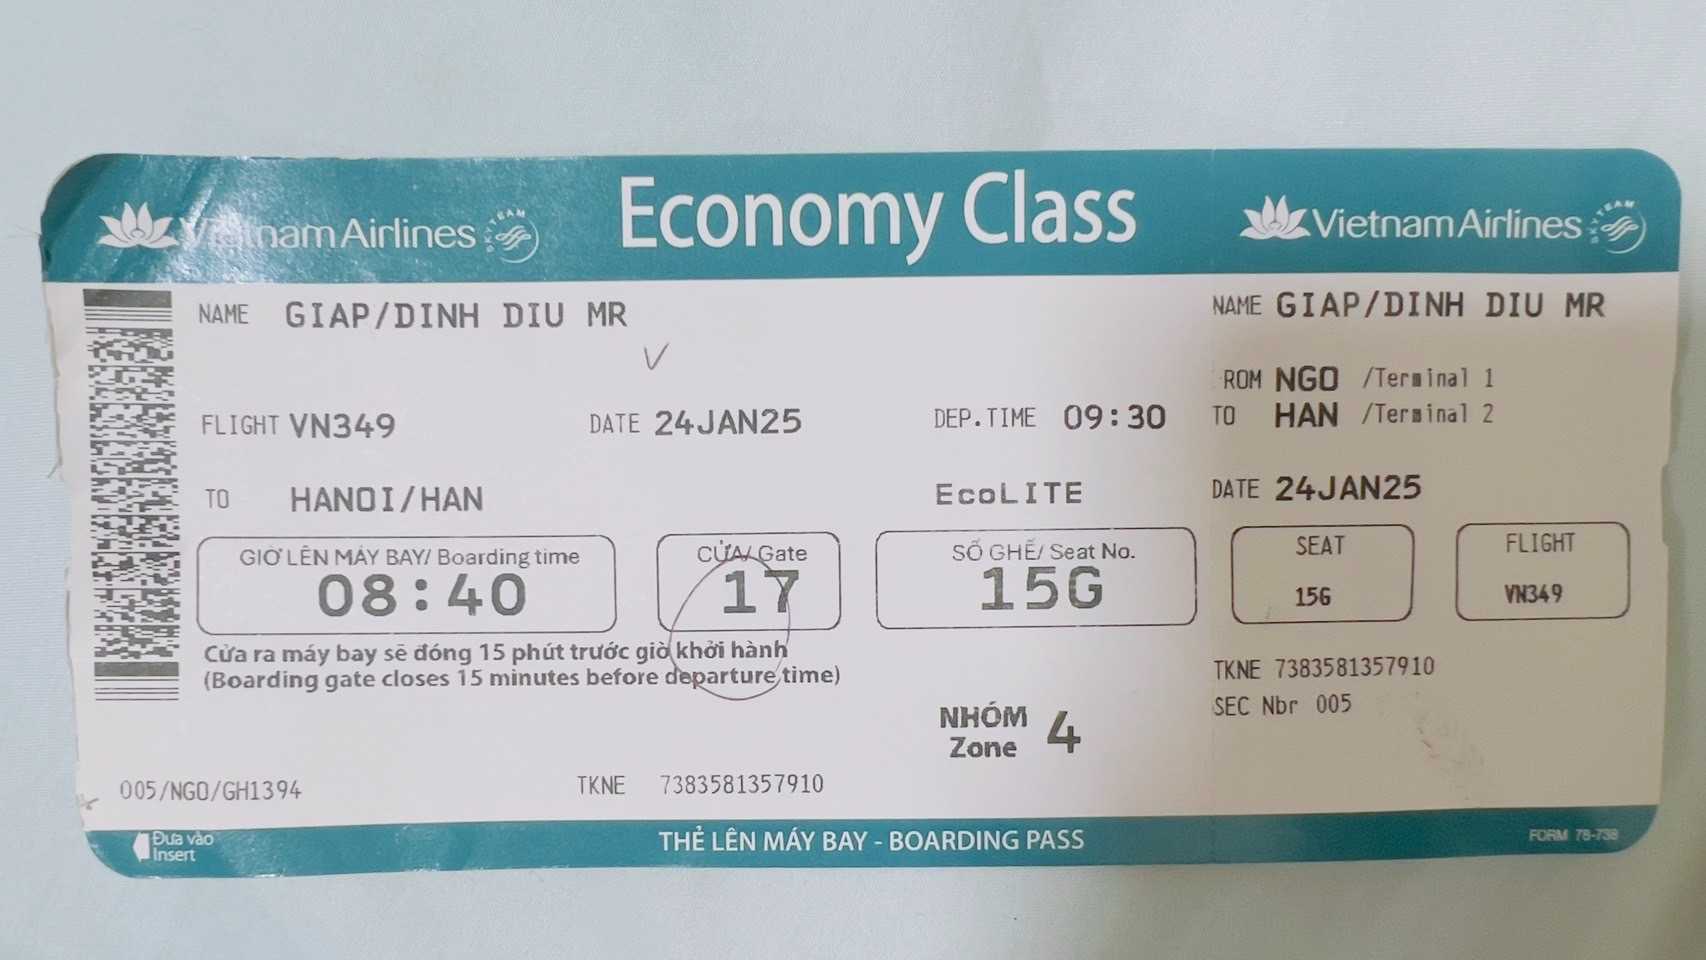 Vietnam Airlines SKYTEAM
Economy Class
Vietnam Airlines SKYTEAM
NAME GIAP/DINH DIU MR
FLIGHT VN349 DATE 24JAN25 DEP.TIME 09:30
TO HANOI/HAN EcoLITE
GIỜ LÊN MÁY BAY/ Boarding time
08:40
CỬA/ Gate
17
SỐ GHẾ/ Seat No.
15G
Cửa ra máy bay sẽ đóng 15 phút trước giờ khởi hành
(Boarding gate closes 15 minutes before departure time)
NHÓM
Zone 4
005/NGO/GH1394 TKNE 7383581357910
Đưa vào
Insert
THẺ LÊN MÁY BAY - BOARDING PASS
NAME GIAP/DINH DIU MR
ROM NGO /Terminal 1
TO HAN /Terminal 2
DATE 24JAN25
SEAT
15G
FLIGHT
VN349
TKNE 7383581357910
SEC Nbr 005
FORM 78-738